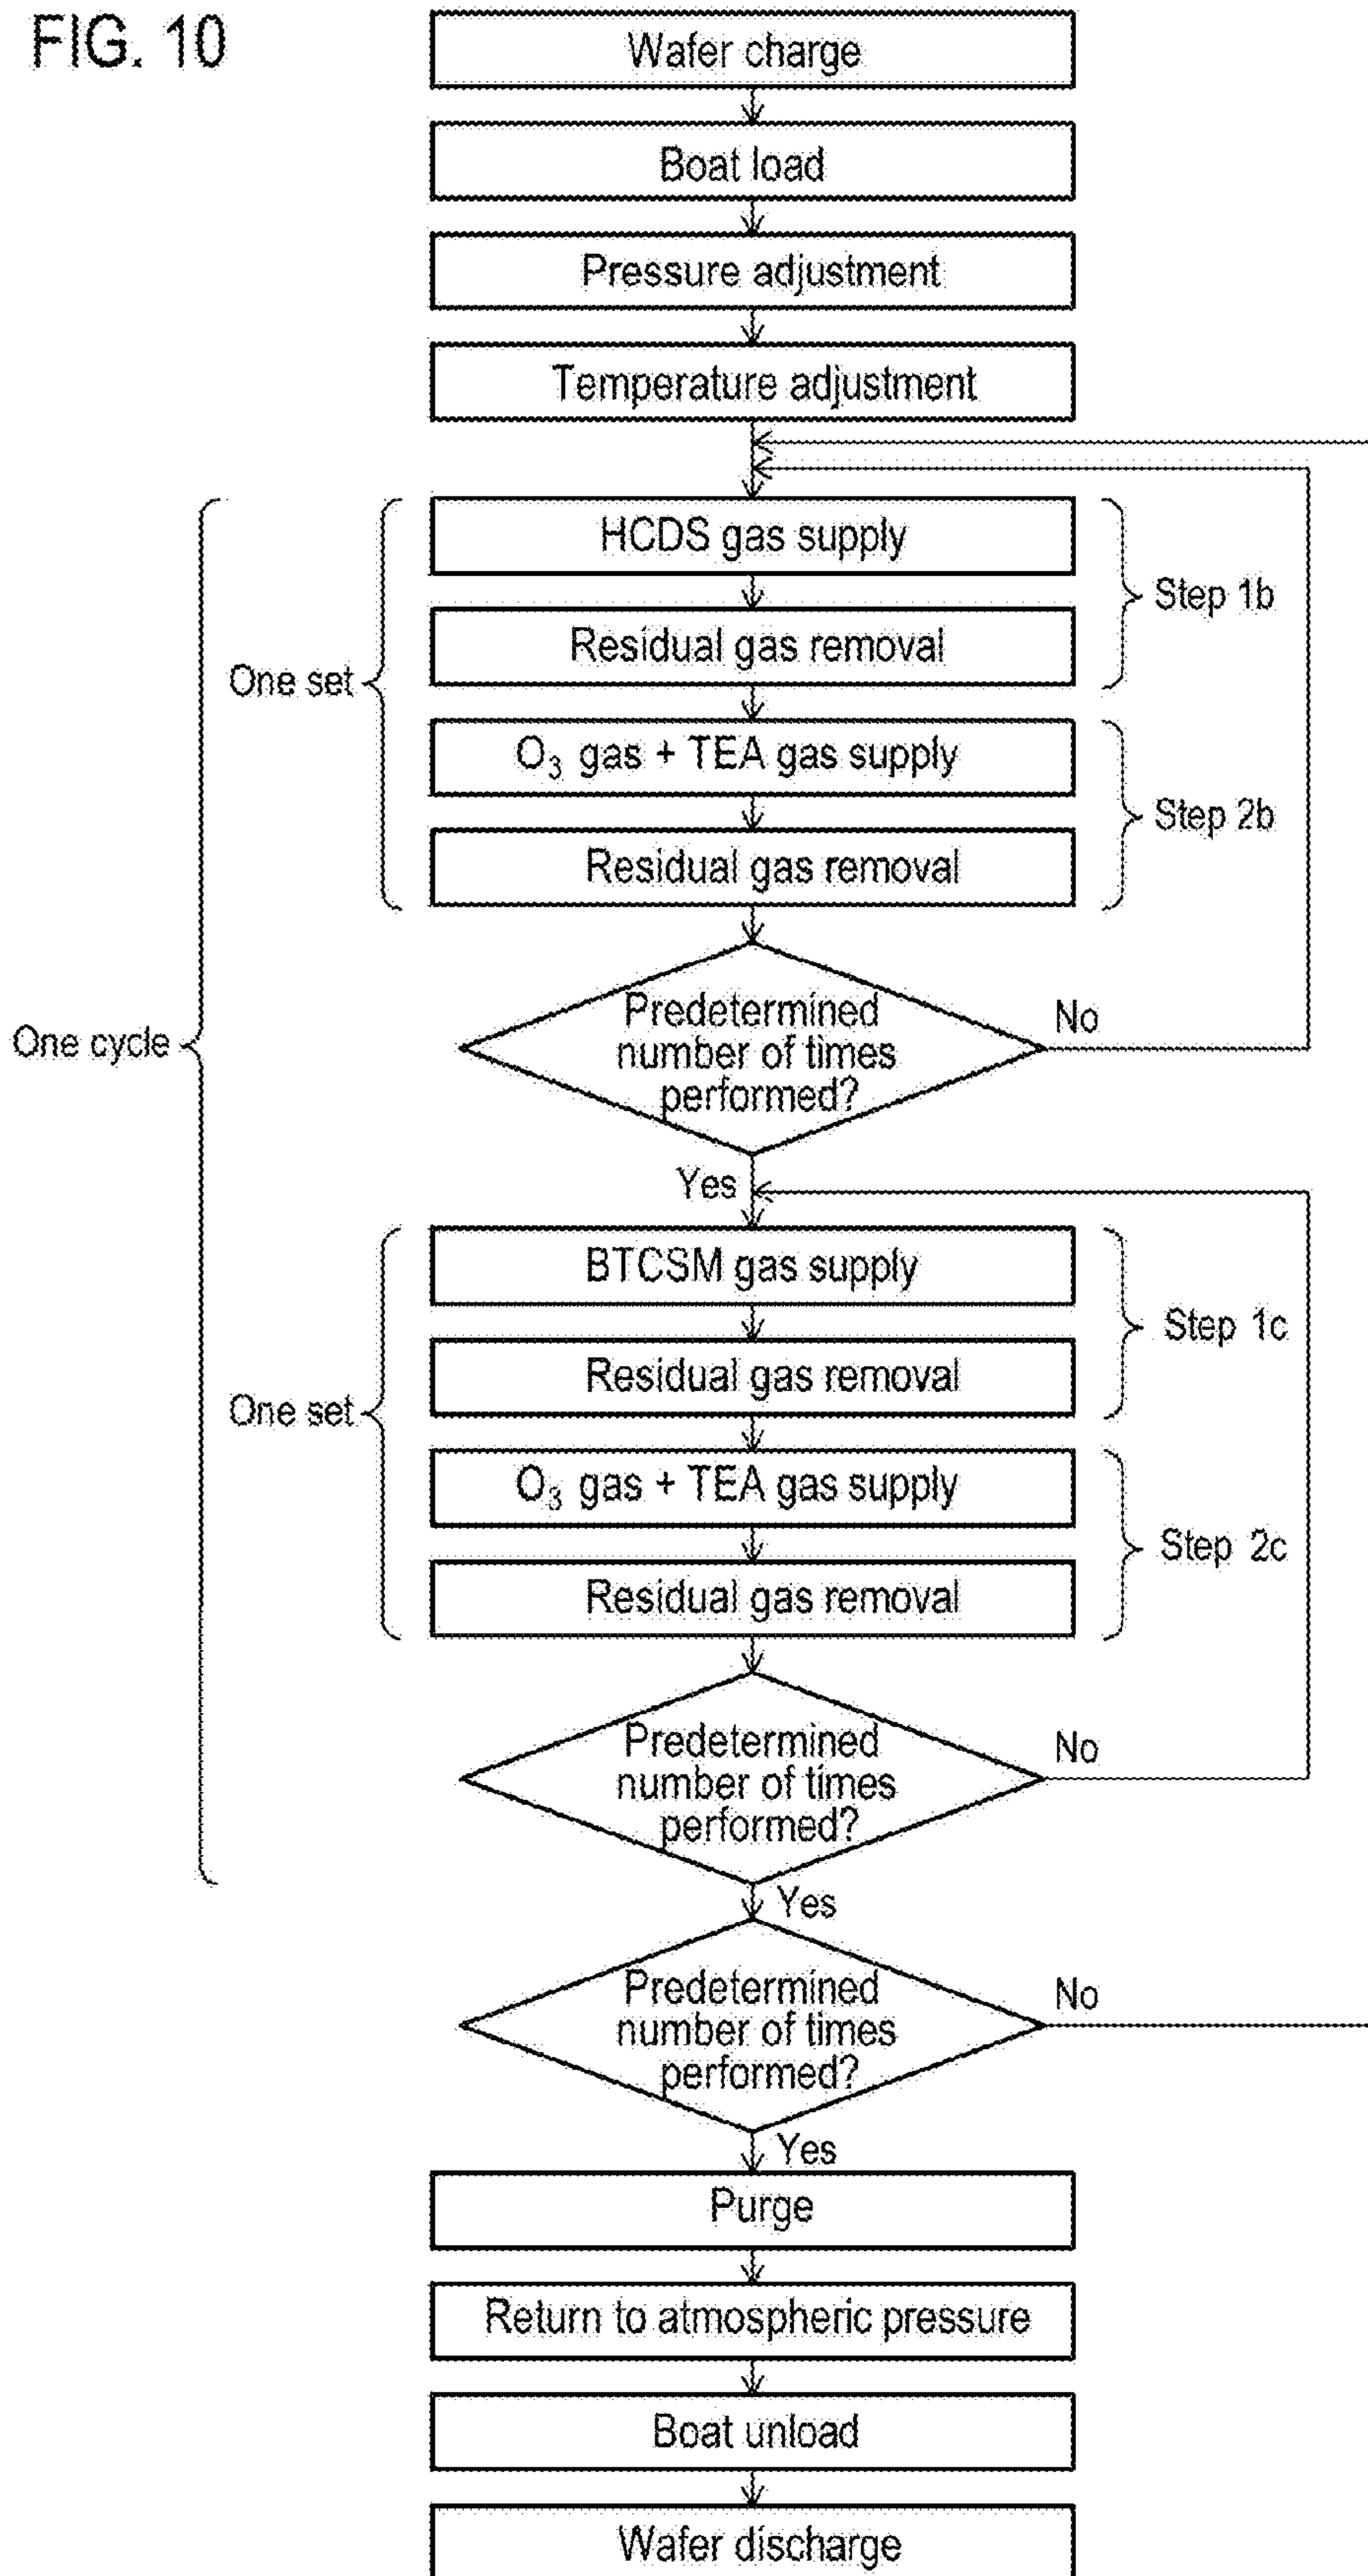 FIG. 10
Wafer charge
Boat load
Pressure adjustment
Temperature adjustment
HCDS gas supply
Step 1b
Residual gas removal
One set
O₃ gas + TEA gas supply
Step 2b
Residual gas removal
Predetermined
number of times
performed?
No
One cycle
Yes
BTCSM gas supply
Step 1c
Residual gas removal
One set
O₃ gas + TEA gas supply
Step 2c
Residual gas removal
Predetermined
number of times
performed?
No
Yes
Predetermined
number of times
performed?
No
Yes
Purge
Return to atmospheric pressure
Boat unload
Wafer discharge